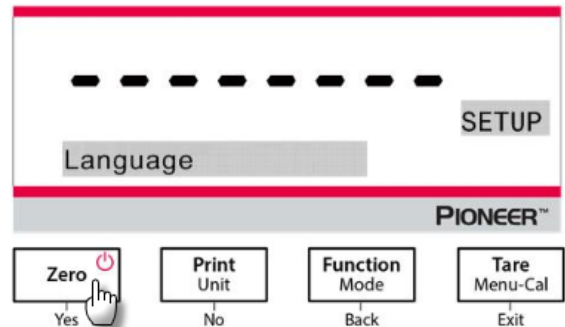 --------
SETUP
Language
PIONEER™
Zero Print Function Tare
Unit Mode Menu-Cal
Yes No Back Exit